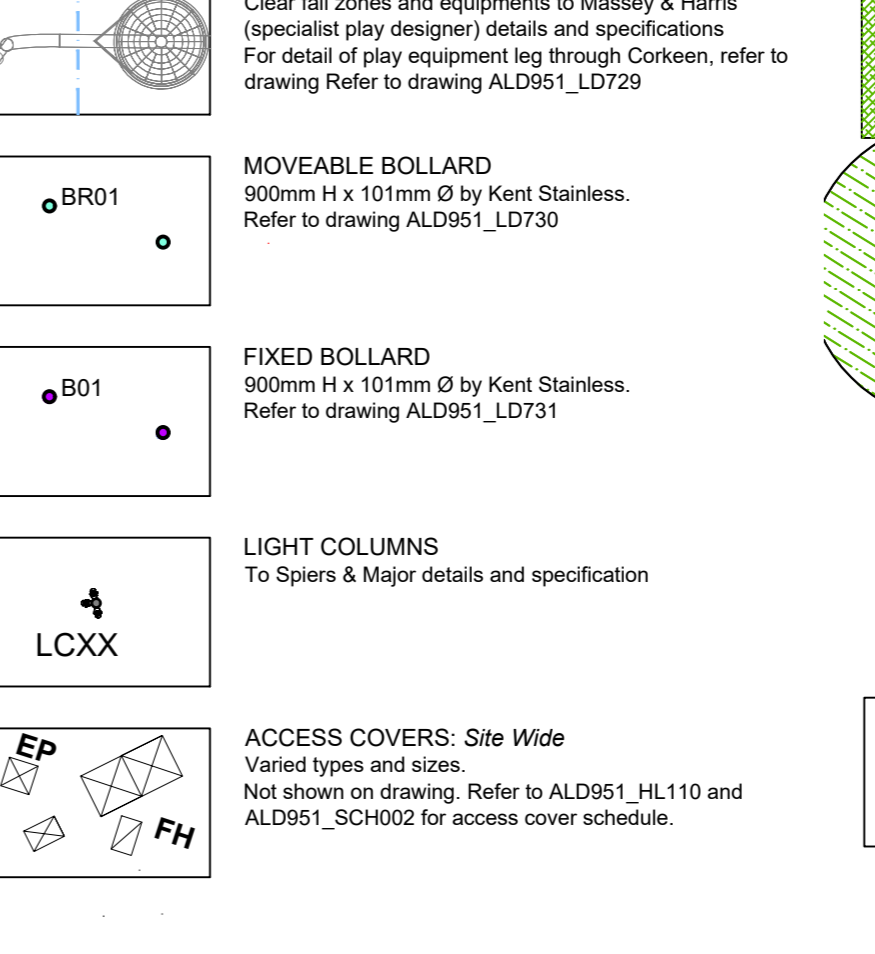 Clear fall zones and equipments to Massey & Harris
(specialist play designer) details and specifications
For detail of play equipment leg through Corkeen, refer to
drawing Refer to drawing ALD951_LD729
BR01
MOVEABLE BOLLARD
900mm H x 101mm Ø by Kent Stainless.
Refer to drawing ALD951_LD730
B01
FIXED BOLLARD
900mm H x 101mm Ø by Kent Stainless.
Refer to drawing ALD951_LD731
LCXX
LIGHT COLUMNS
To Spiers & Major details and specification
EP
FH
ACCESS COVERS: Site Wide
Varied types and sizes.
Not shown on drawing. Refer to ALD951_HL110 and
ALD951_SCH002 for access cover schedule.